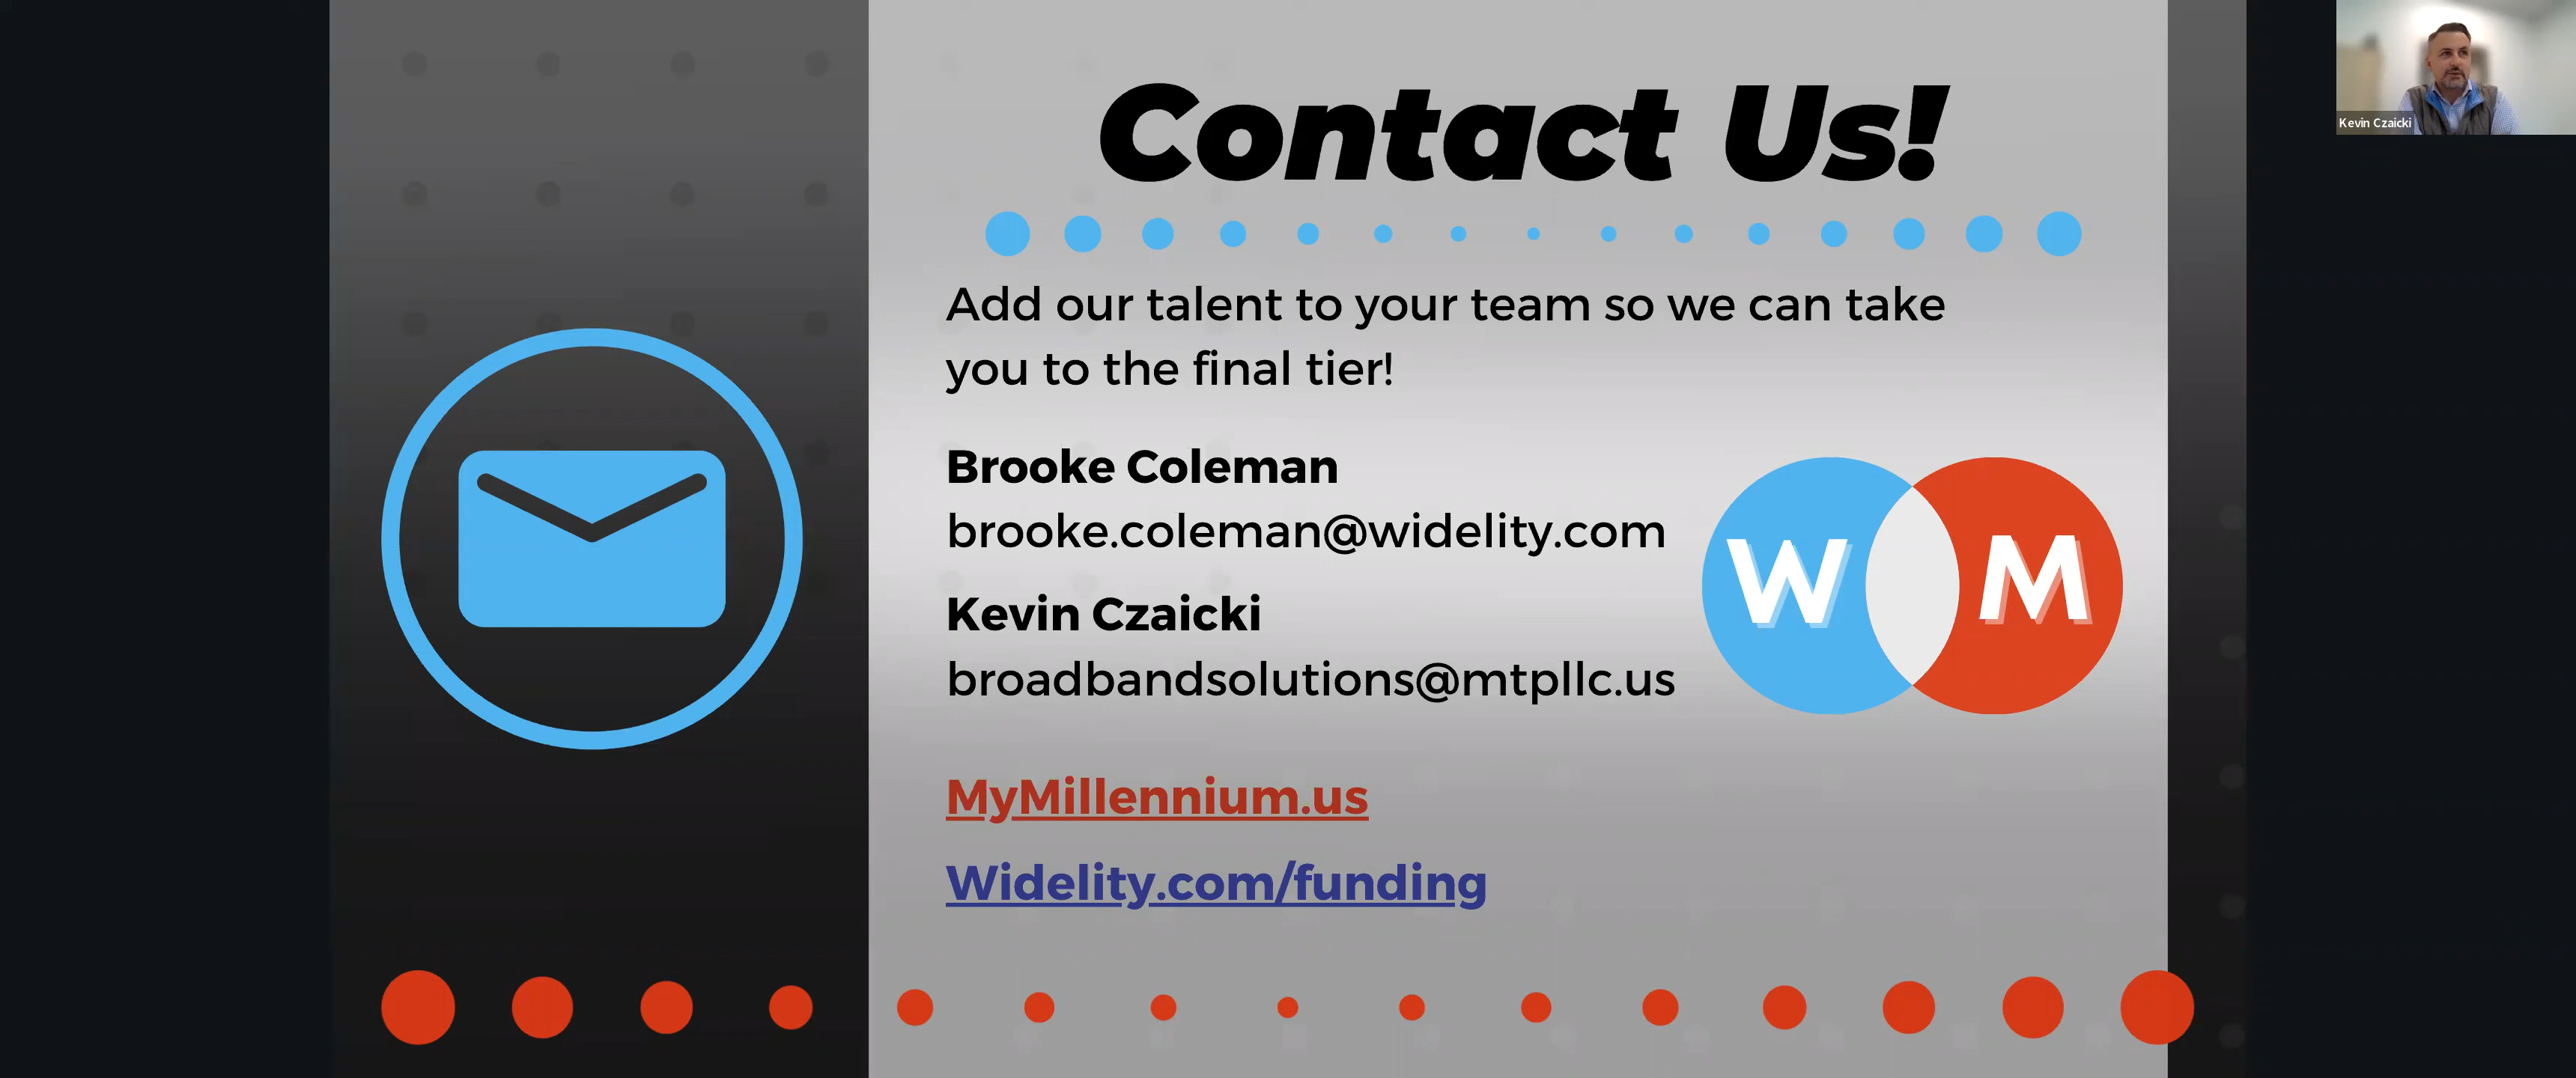 Contact Us!
Kevin Czaicki
Add our talent to your team so we can take
you to the final tier!
Brooke Coleman
brooke.coleman@widelity.com
Kevin Czaicki
broadbandsolutions@mtpllc.us
W M
MyMillennium.us
Widelity.com/funding